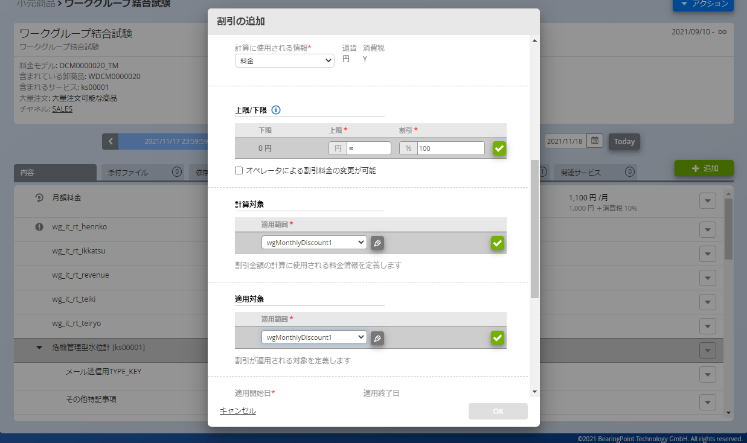 小売商品 > ワークグループ結合試験
アクション
ワークグループ結合試験
2021/09/10 - ∞
ワークグループ結合試験
料金モデル: DCM0000020_TM
含まれている卸商品: WDCM0000020
含まれるサービス: ks00001
大量注文: 大量注文可能な商品
チャネル: SALES
2021/11/17 23:59:59
2021/11/18
Today
内容
添付ファイル
関連サービス
追加
月額料金
1,100 円 /月
1,000 円 + 消費税 10%
wg_it_rt_henriko
wg_it_rt_ikkatsu
wg_it_rt_revenue
wg_it_rt_teiki
wg_it_rt_teiryo
危機管理型水位計 [ks00001]
メール送信用TYPE_KEY
その他特記事項
割引の追加
計算に使用される情報*
通貨
消費税
料金
円
Y
上限/下限
下限
上限 *
割引 *
0 円
円
∞
%
100
オペレータによる割引料金の変更が可能
計算対象
適用範囲 *
wgMonthlyDiscount1
割引金額の計算に使用される料金情報を定義します
適用対象
適用範囲 *
wgMonthlyDiscount1
割引が適用される対象を定義します
適用開始日*
適用終了日
キャンセル
OK
©2021 BearingPoint Technology GmbH. All rights reserved.